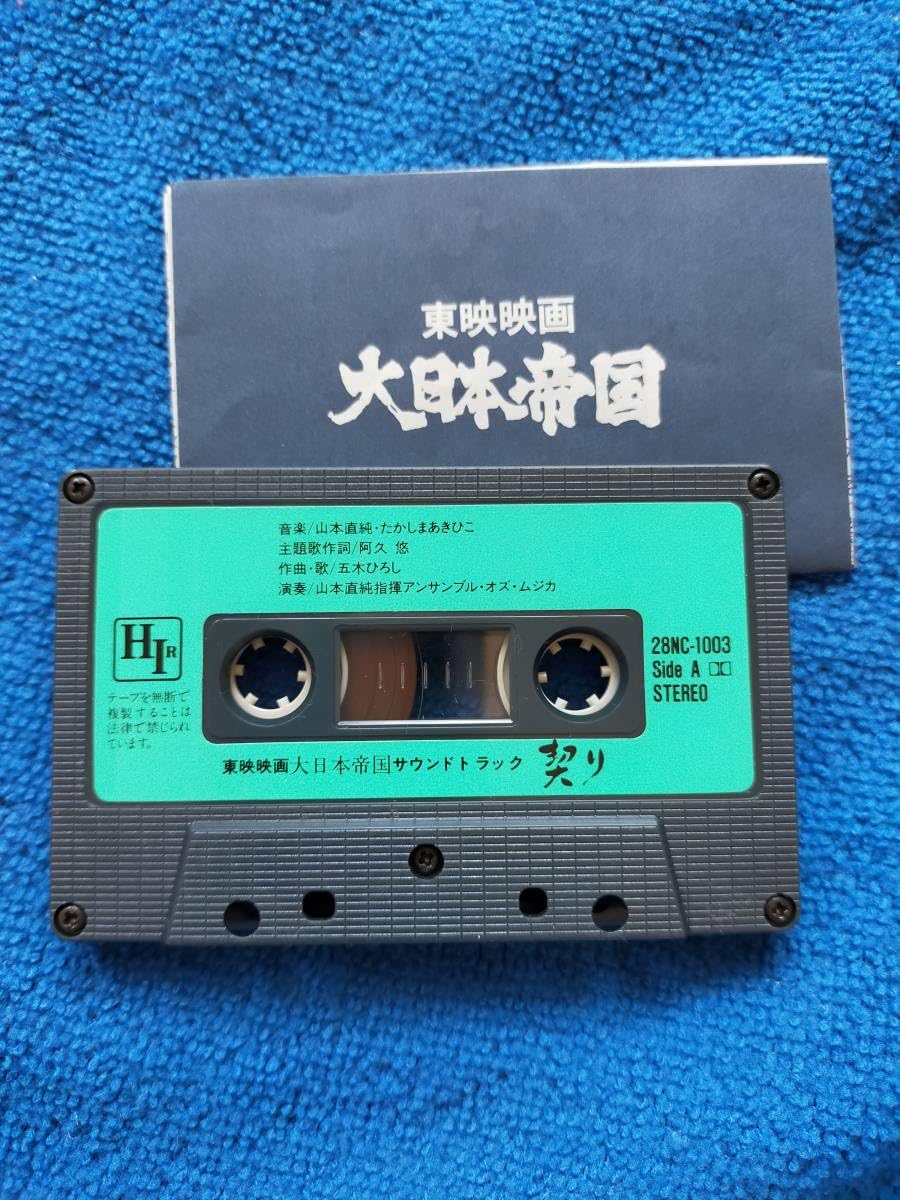 東映映画
大日本帝国
音楽/山本直純・たかしまあきひこ
主題歌作詞/阿久 悠
作曲・歌/五木ひろし
演奏/山本直純指揮アンサンブル・オズ・ムジカ
HIR
テープを無断で
複製することは
法律で禁じられ
ています。
28NC-1003
Side A
STEREO
東映映画大日本帝国サウンドトラック 契り